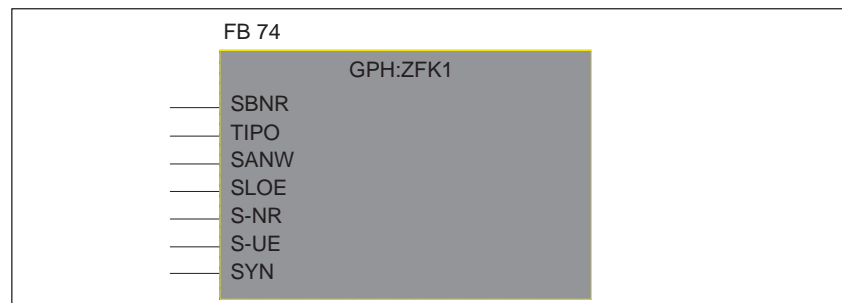 FB 74
GPH:ZFK1
SBNR
TIPO
SANW
SLOE
S-NR
S-UE
SYN